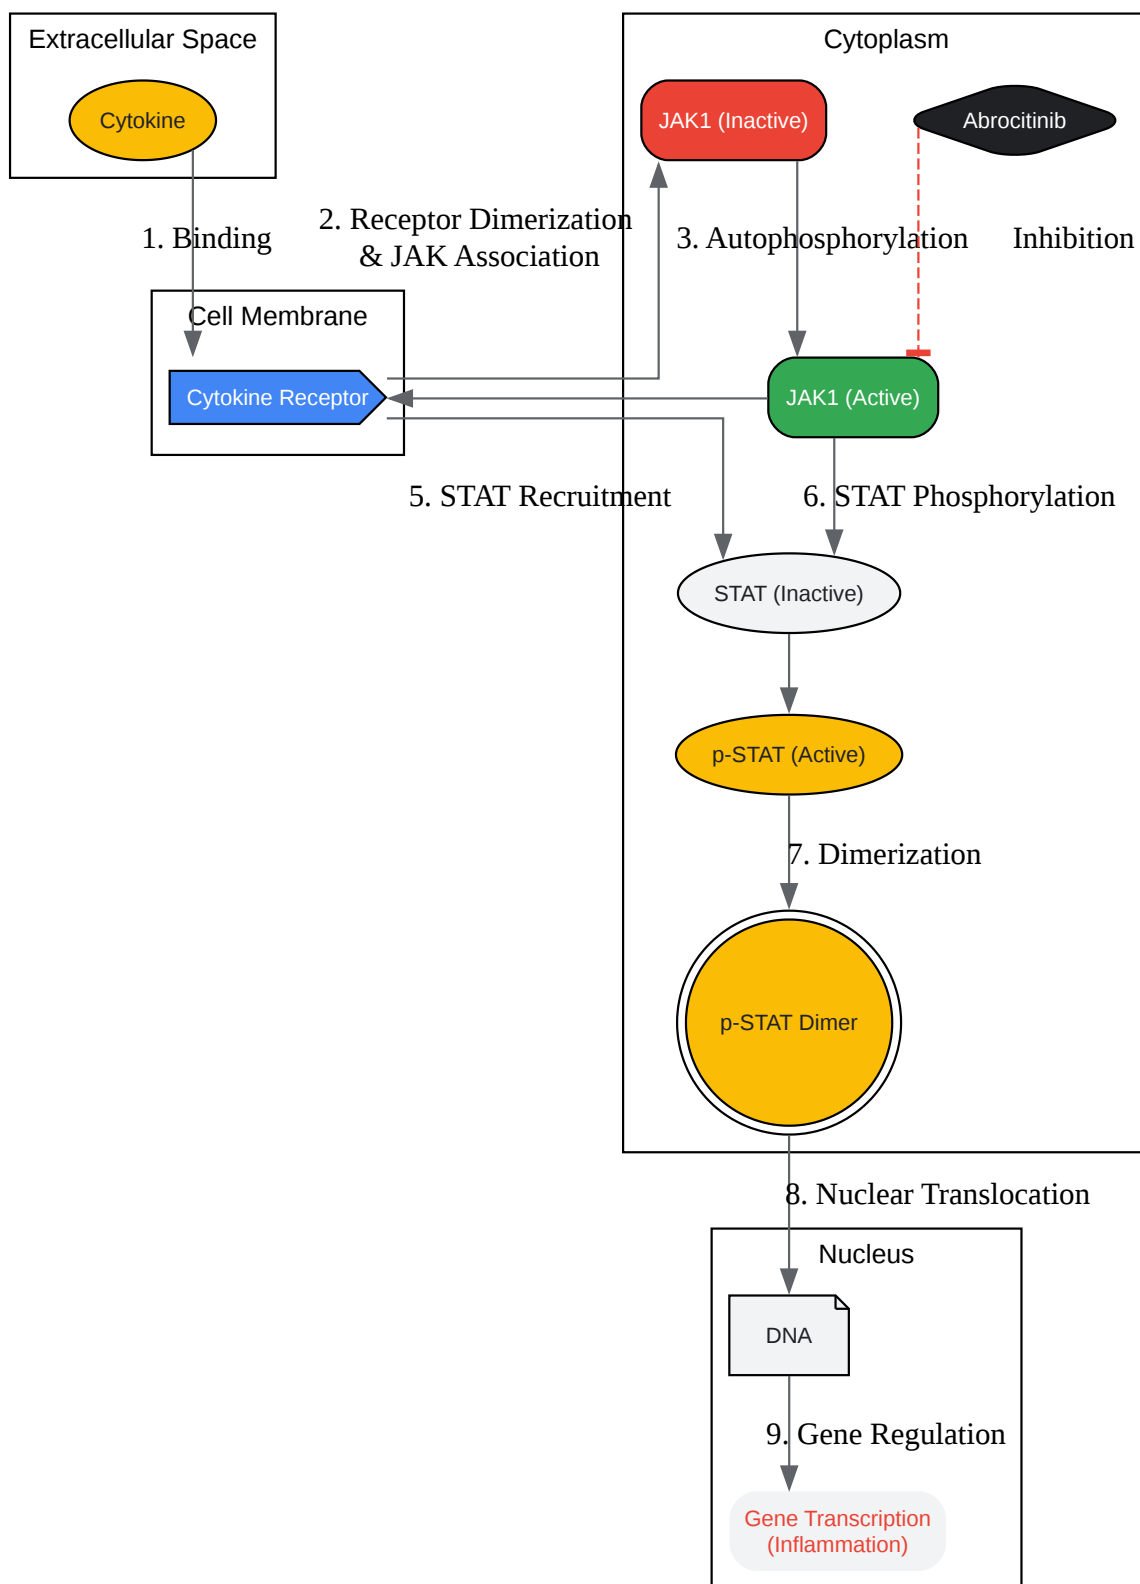 Extracellular Space
Cytoplasm
Cytokine
JAK1 (Inactive)
Abrocitinib
1. Binding
2. Receptor Dimerization
& JAK Association
3. Autophosphorylation
Inhibition
Cell Membrane
Cytokine Receptor
JAK1 (Active)
5. STAT Recruitment
6. STAT Phosphorylation
STAT (Inactive)
p-STAT (Active)
7. Dimerization
p-STAT Dimer
8. Nuclear Translocation
Nucleus
DNA
9. Gene Regulation
Gene Transcription
(Inflammation)